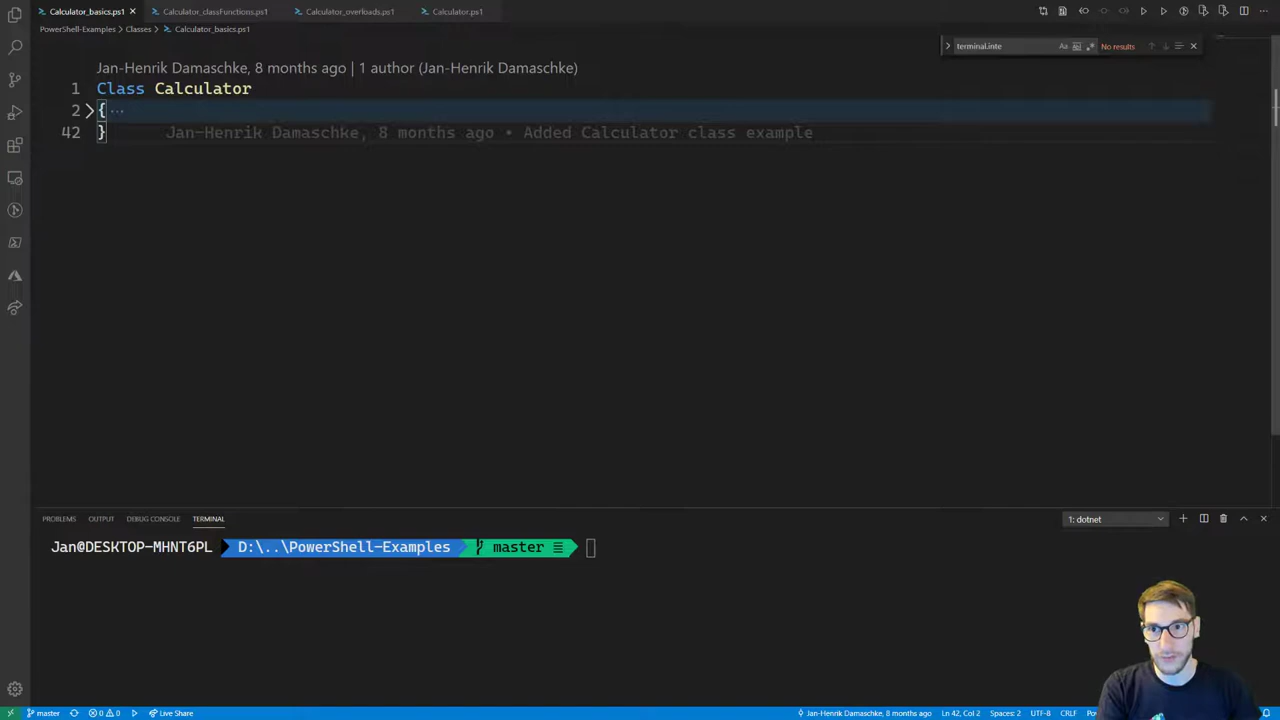 Calculator_basics.ps1
Calculator_classFunctions.ps1
Calculator_overloads.ps1
Calculator.ps1
PowerShell-Examples > Classes > Calculator_basics.ps1
terminal.inte
Aa
No results
Jan-Henrik Damaschke, 8 months ago | 1 author (Jan-Henrik Damaschke)
1 Class Calculator
2 { ...
42 } Jan-Henrik Damaschke, 8 months ago • Added Calculator class example
PROBLEMS OUTPUT DEBUG CONSOLE TERMINAL
1: dotnet
Jan@DESKTOP-MHNT6PL D:\..\PowerShell-Examples master ≡
master 0 0 Live Share
Jan-Henrik Damaschke, 8 months ago Ln 42, Col 2 Spaces: 2 UTF-8 CRLF